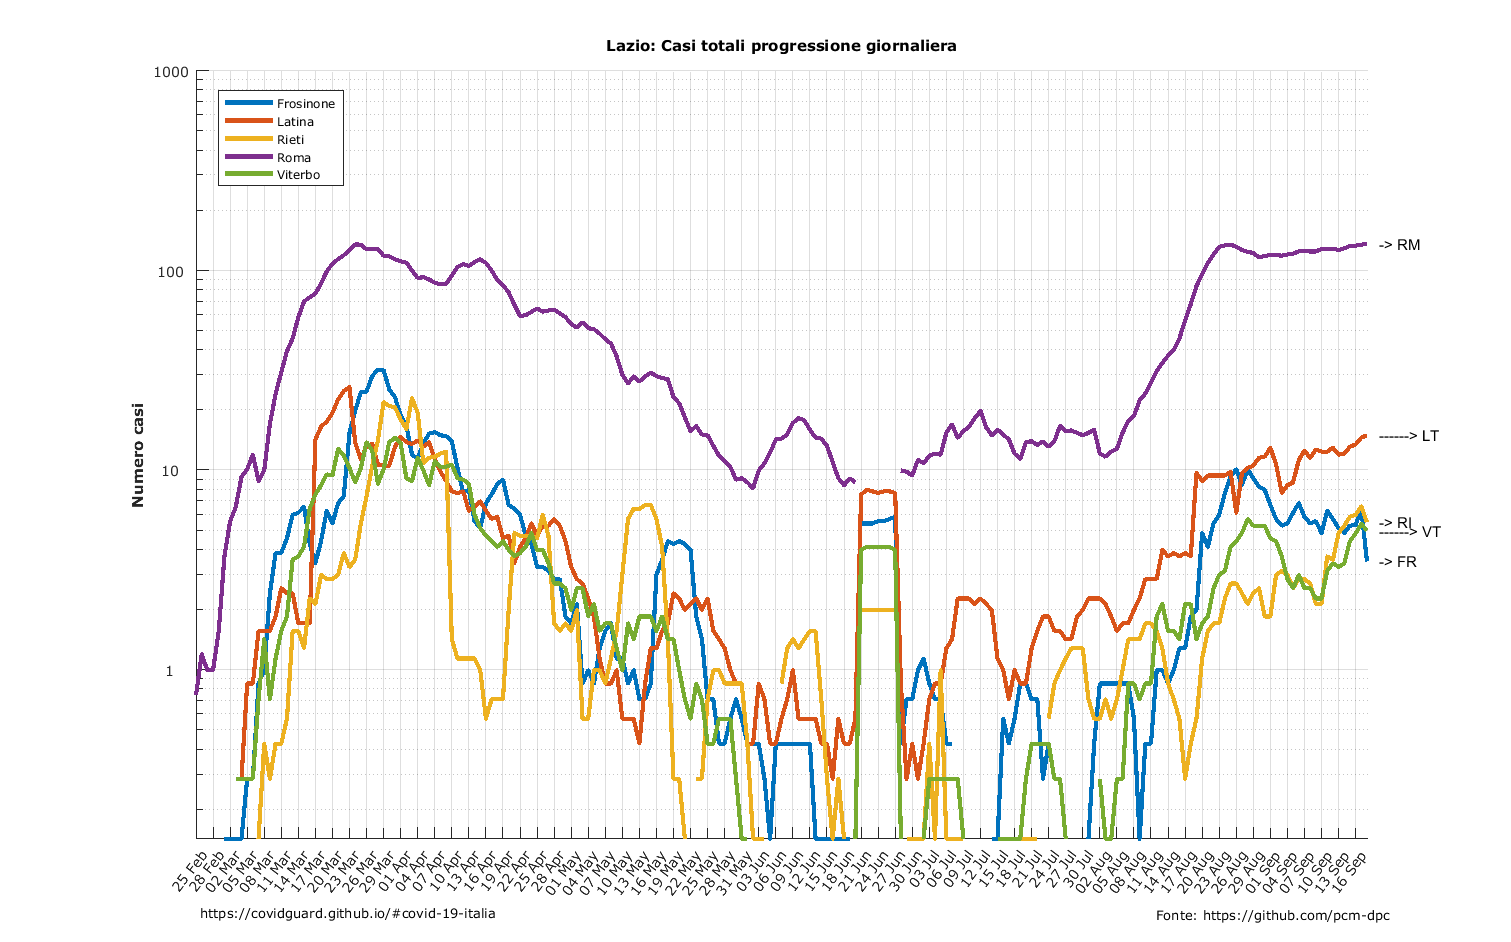 Lazio: Casi totali progressione giornaliera
1000
100
10
1
Numero casi
Frosinone
Latina
Rieti
Roma
Viterbo
-> RM
------> LT
-> RI
------> VT
-> FR
25 Feb
28 Feb
02 Mar
05 Mar
08 Mar
11 Mar
14 Mar
17 Mar
20 Mar
23 Mar
26 Mar
29 Mar
01 Apr
04 Apr
07 Apr
10 Apr
13 Apr
16 Apr
19 Apr
22 Apr
25 Apr
28 Apr
01 May
04 May
07 May
10 May
13 May
16 May
19 May
22 May
25 May
28 May
31 May
03 Jun
06 Jun
09 Jun
12 Jun
15 Jun
18 Jun
21 Jun
24 Jun
27 Jun
30 Jun
03 Jul
06 Jul
09 Jul
12 Jul
15 Jul
18 Jul
21 Jul
24 Jul
27 Jul
30 Jul
02 Aug
05 Aug
08 Aug
11 Aug
14 Aug
17 Aug
20 Aug
23 Aug
26 Aug
29 Aug
01 Sep
04 Sep
07 Sep
10 Sep
13 Sep
16 Sep
https://covidguard.github.io/#covid-19-italia
Fonte: https://github.com/pcm-dpc